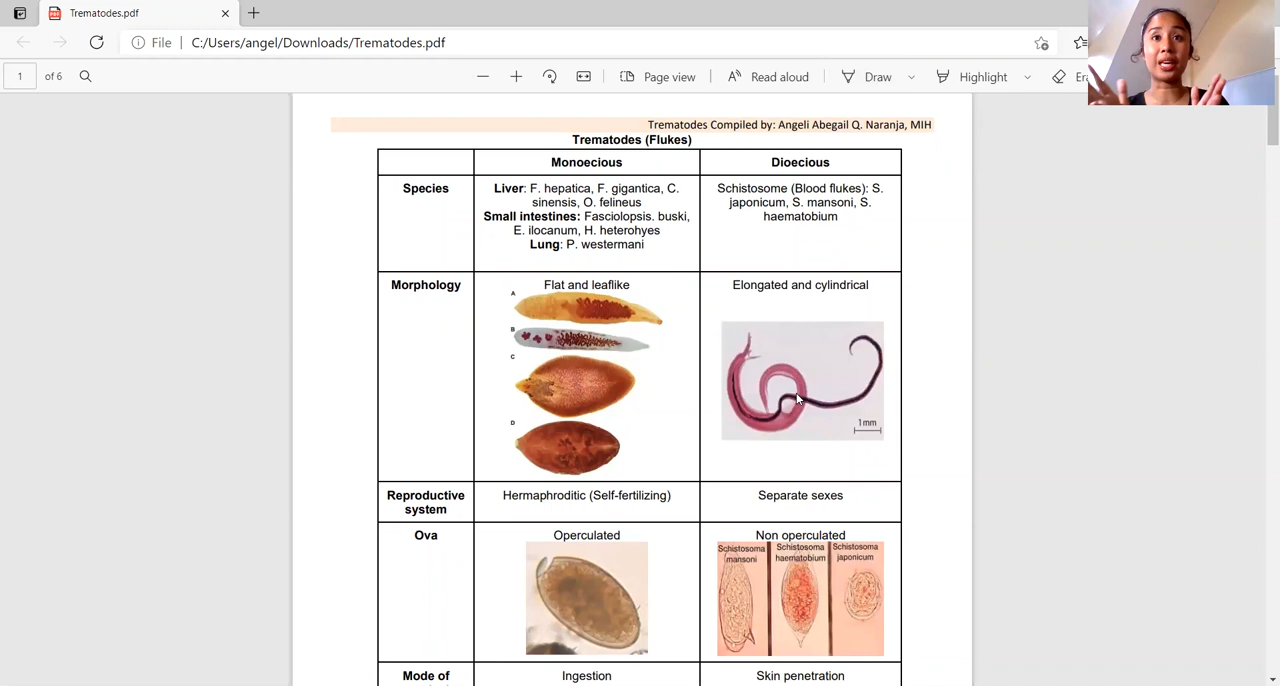 Trematodes.pdf
File | C:/Users/angel/Downloads/Trematodes.pdf
1 of 6 Page view Read aloud Draw Highlight
Trematodes Compiled by: Angeli Abegail Q. Naranja, MIH
Trematodes (Flukes)
Monoecious Dioecious
Species
Liver: F. hepatica, F. gigantica, C.
sinensis, O. felineus
Small intestines: Fasciolopsis. buski,
E. ilocanum, H. heterohyes
Lung: P. westermani
Schistosome (Blood flukes): S.
japonicum, S. mansoni, S.
haematobium
Morphology
Flat and leaflike
A
B
C
D
Elongated and cylindrical
1mm
Reproductive
system
Hermaphroditic (Self-fertilizing)
Separate sexes
Ova
Operculated
Non operculated
Schistosoma
mansoni
Schistosoma
haematobium
Schistosoma
japonicum
Mode of
Ingestion
Skin penetration